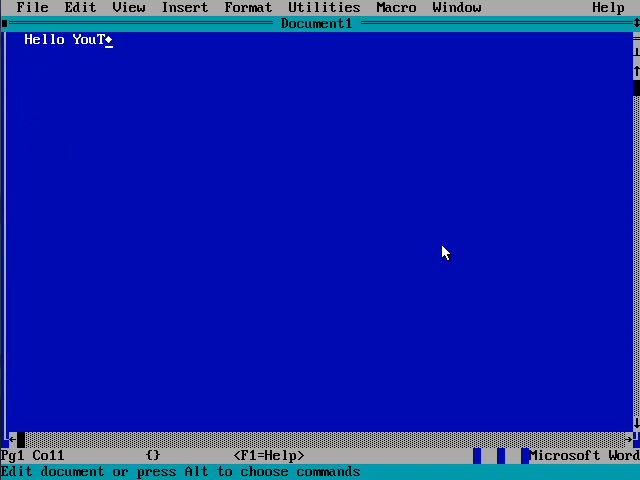 File Edit View Insert Format Utilities Macro Window Help
Document1
Hello YouT
Pg1 Co11 {} <F1=Help> Microsoft Word
Edit document or press Alt to choose commands